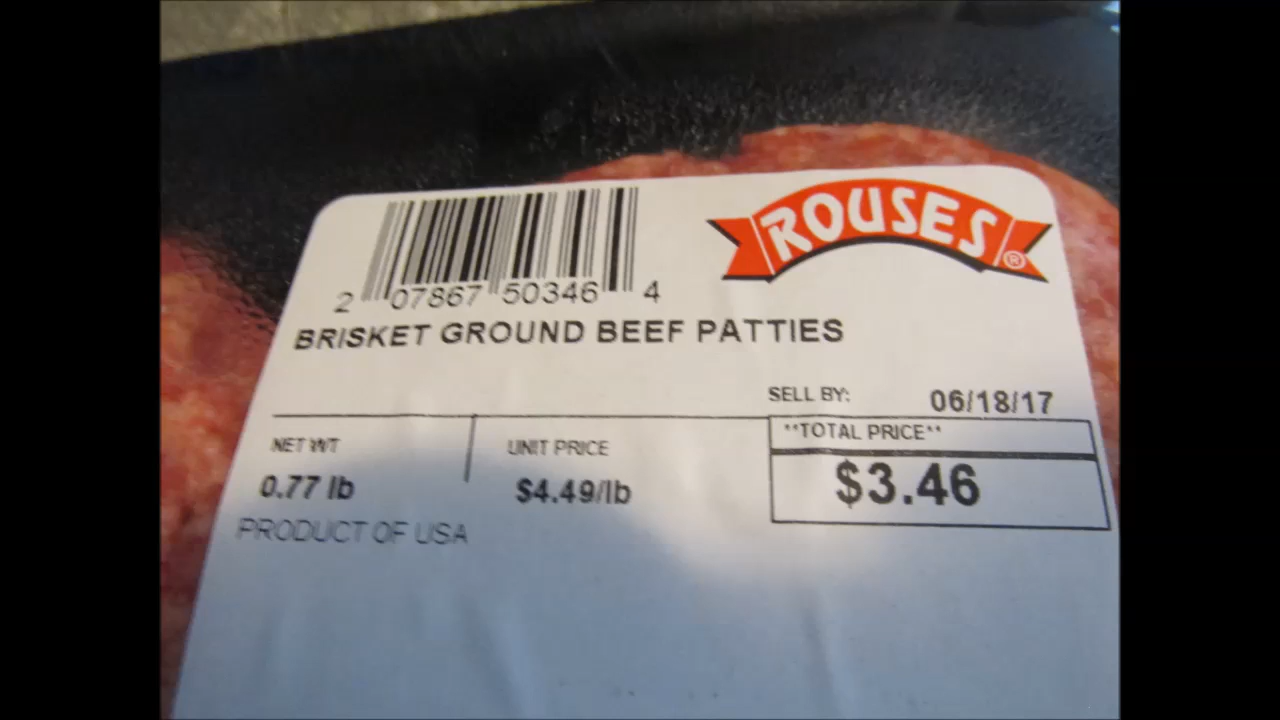 ROUSES®
2 07867 50346 4
BRISKET GROUND BEEF PATTIES
SELL BY: 06/18/17
NET WT UNIT PRICE **TOTAL PRICE**
0.77 lb $4.49/lb $3.46
PRODUCT OF USA